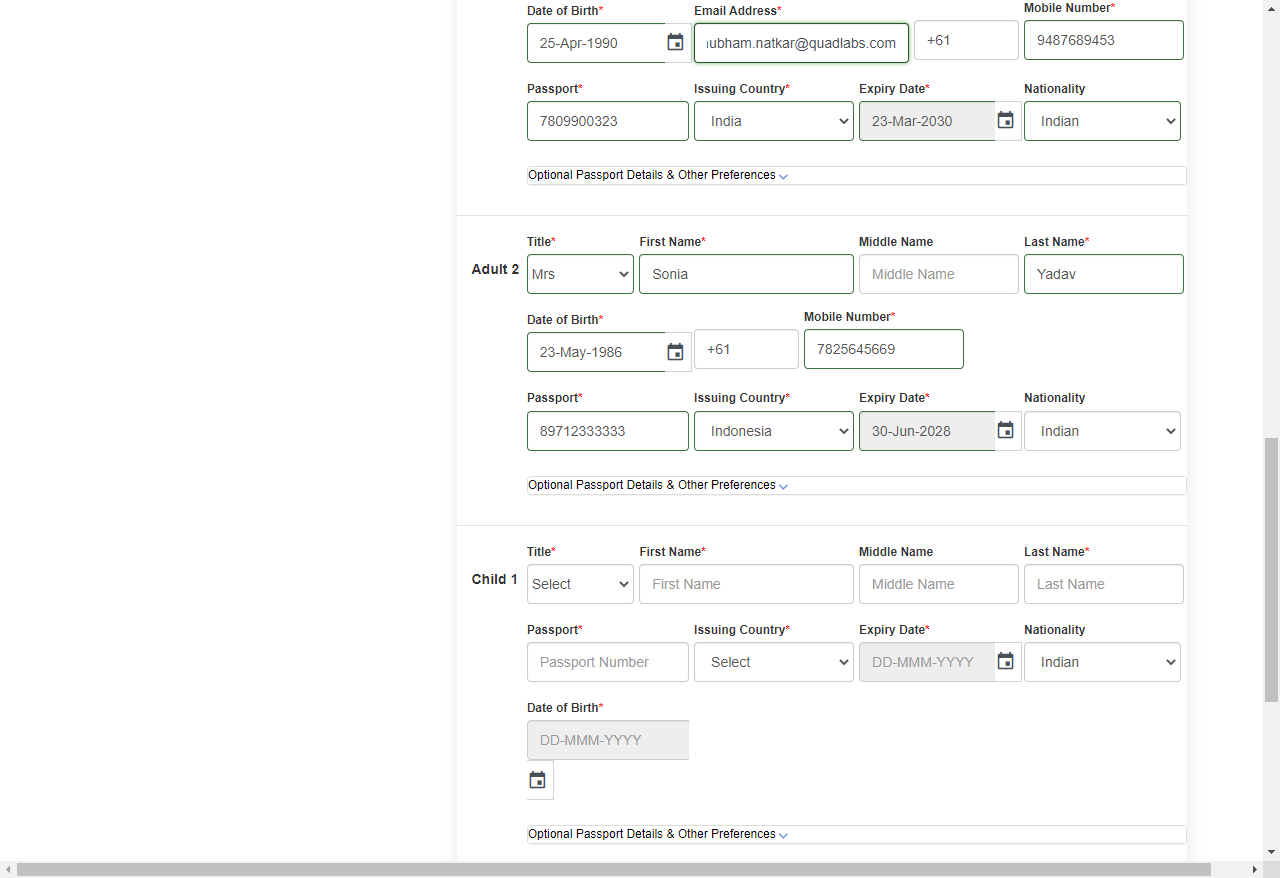 Date of Birth* Email Address* Mobile Number*
25-Apr-1990 ubham.natkar@quadlabs.com +61 9487689453
Passport* Issuing Country* Expiry Date* Nationality
7809900323 India 23-Mar-2030 Indian
Optional Passport Details & Other Preferences
Title* First Name* Middle Name Last Name*
Adult 2 Mrs Sonia Middle Name Yadav
Date of Birth* Mobile Number*
23-May-1986 +61 7825645669
Passport* Issuing Country* Expiry Date* Nationality
89712333333 Indonesia 30-Jun-2028 Indian
Optional Passport Details & Other Preferences
Title* First Name* Middle Name Last Name*
Child 1 Select First Name Middle Name Last Name
Passport* Issuing Country* Expiry Date* Nationality
Passport Number Select DD-MMM-YYYY Indian
Date of Birth*
DD-MMM-YYYY
Optional Passport Details & Other Preferences